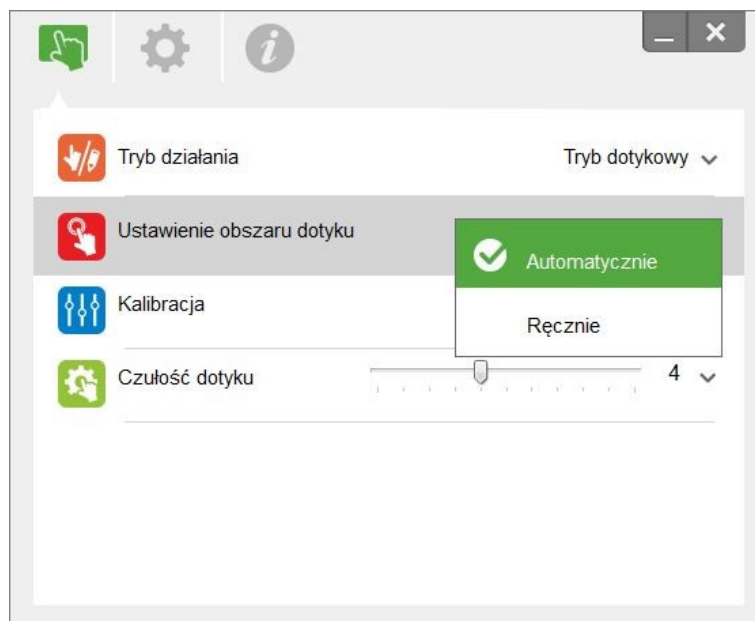 Tryb działania
Tryb dotykowy
Ustawienie obszaru dotyku
Automatycznie
Kalibracja
Ręcznie
Czułość dotyku
4